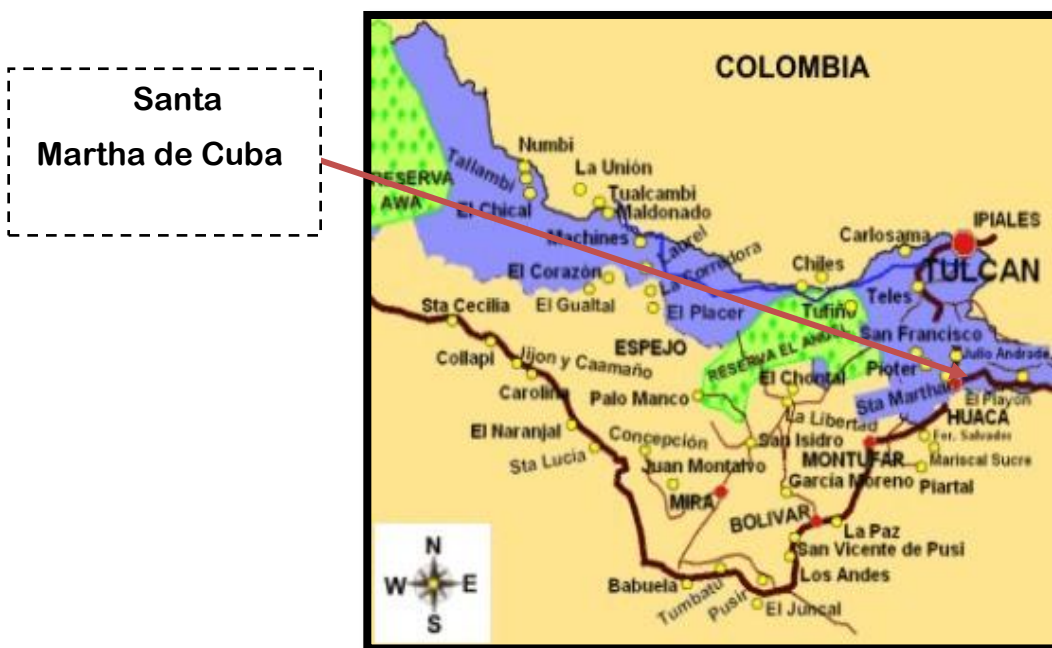 Santa
Martha de Cuba
COLOMBIA
Numbi
Tallambi
La Unión
RESERVA
AWA
Tualcambi
El Chical
Maldonado
IPIALES
Machines
Laurel
Carlosama
La Corredora
Chiles
TULCAN
El Corazón
El Gualtal
Sta Cecilia
El Placer
Tufiño
Teles
San Francisco
ESPEJO
RESERVA EL ANGEL
Julio Andrade
Collapi
Jijon y Caamaño
Pioter
El Chontal
Carolina
Palo Manco
Sta Martha
El Playon
La Libertad
HUACA
El Naranjal
Concepción
San Isidro
Fer. Salvador
Sta Lucia
Juan Montalvo
MONTUFAR
Mariscal Sucre
MIRA
García Moreno
Piartal
BOLIVAR
La Paz
San Vicente de Pusi
Babuela
Tumbatu
Pusir
Los Andes
El Juncal
N
W
E
S